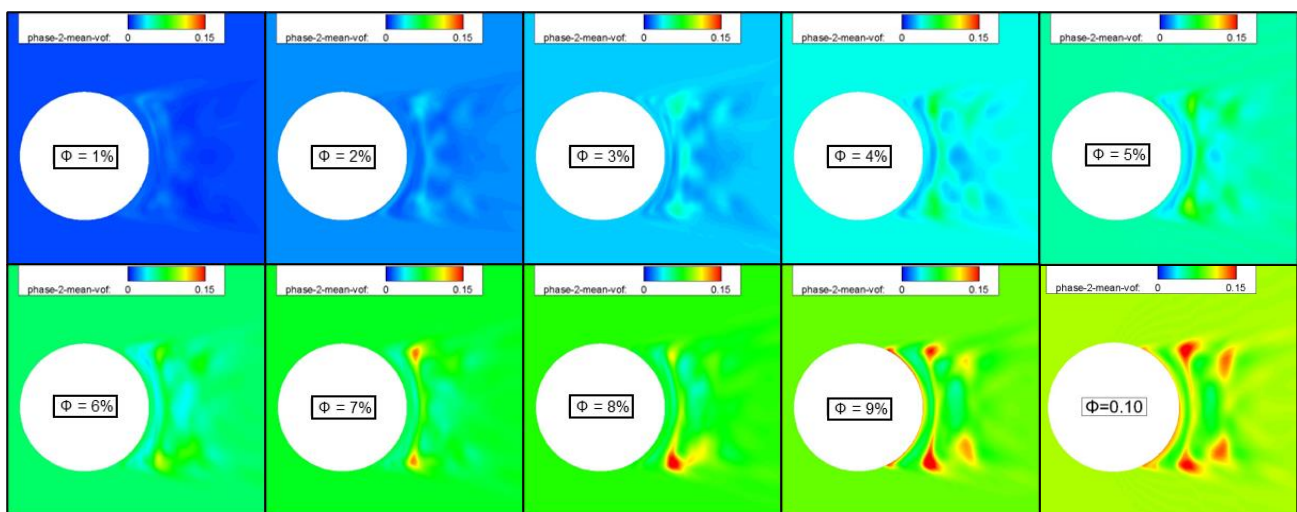 phase-2-mean-vof: 0 0.15
Φ = 1%
phase-2-mean-vof: 0 0.15
Φ = 2%
phase-2-mean-vof: 0 0.15
Φ = 3%
phase-2-mean-vof: 0 0.15
Φ = 4%
phase-2-mean-vof: 0 0.15
Φ = 5%
phase-2-mean-vof: 0 0.15
Φ = 6%
phase-2-mean-vof: 0 0.15
Φ = 7%
phase-2-mean-vof: 0 0.15
Φ = 8%
phase-2-mean-vof: 0 0.15
Φ = 9%
phase-2-mean-vof: 0 0.15
Φ=0.10